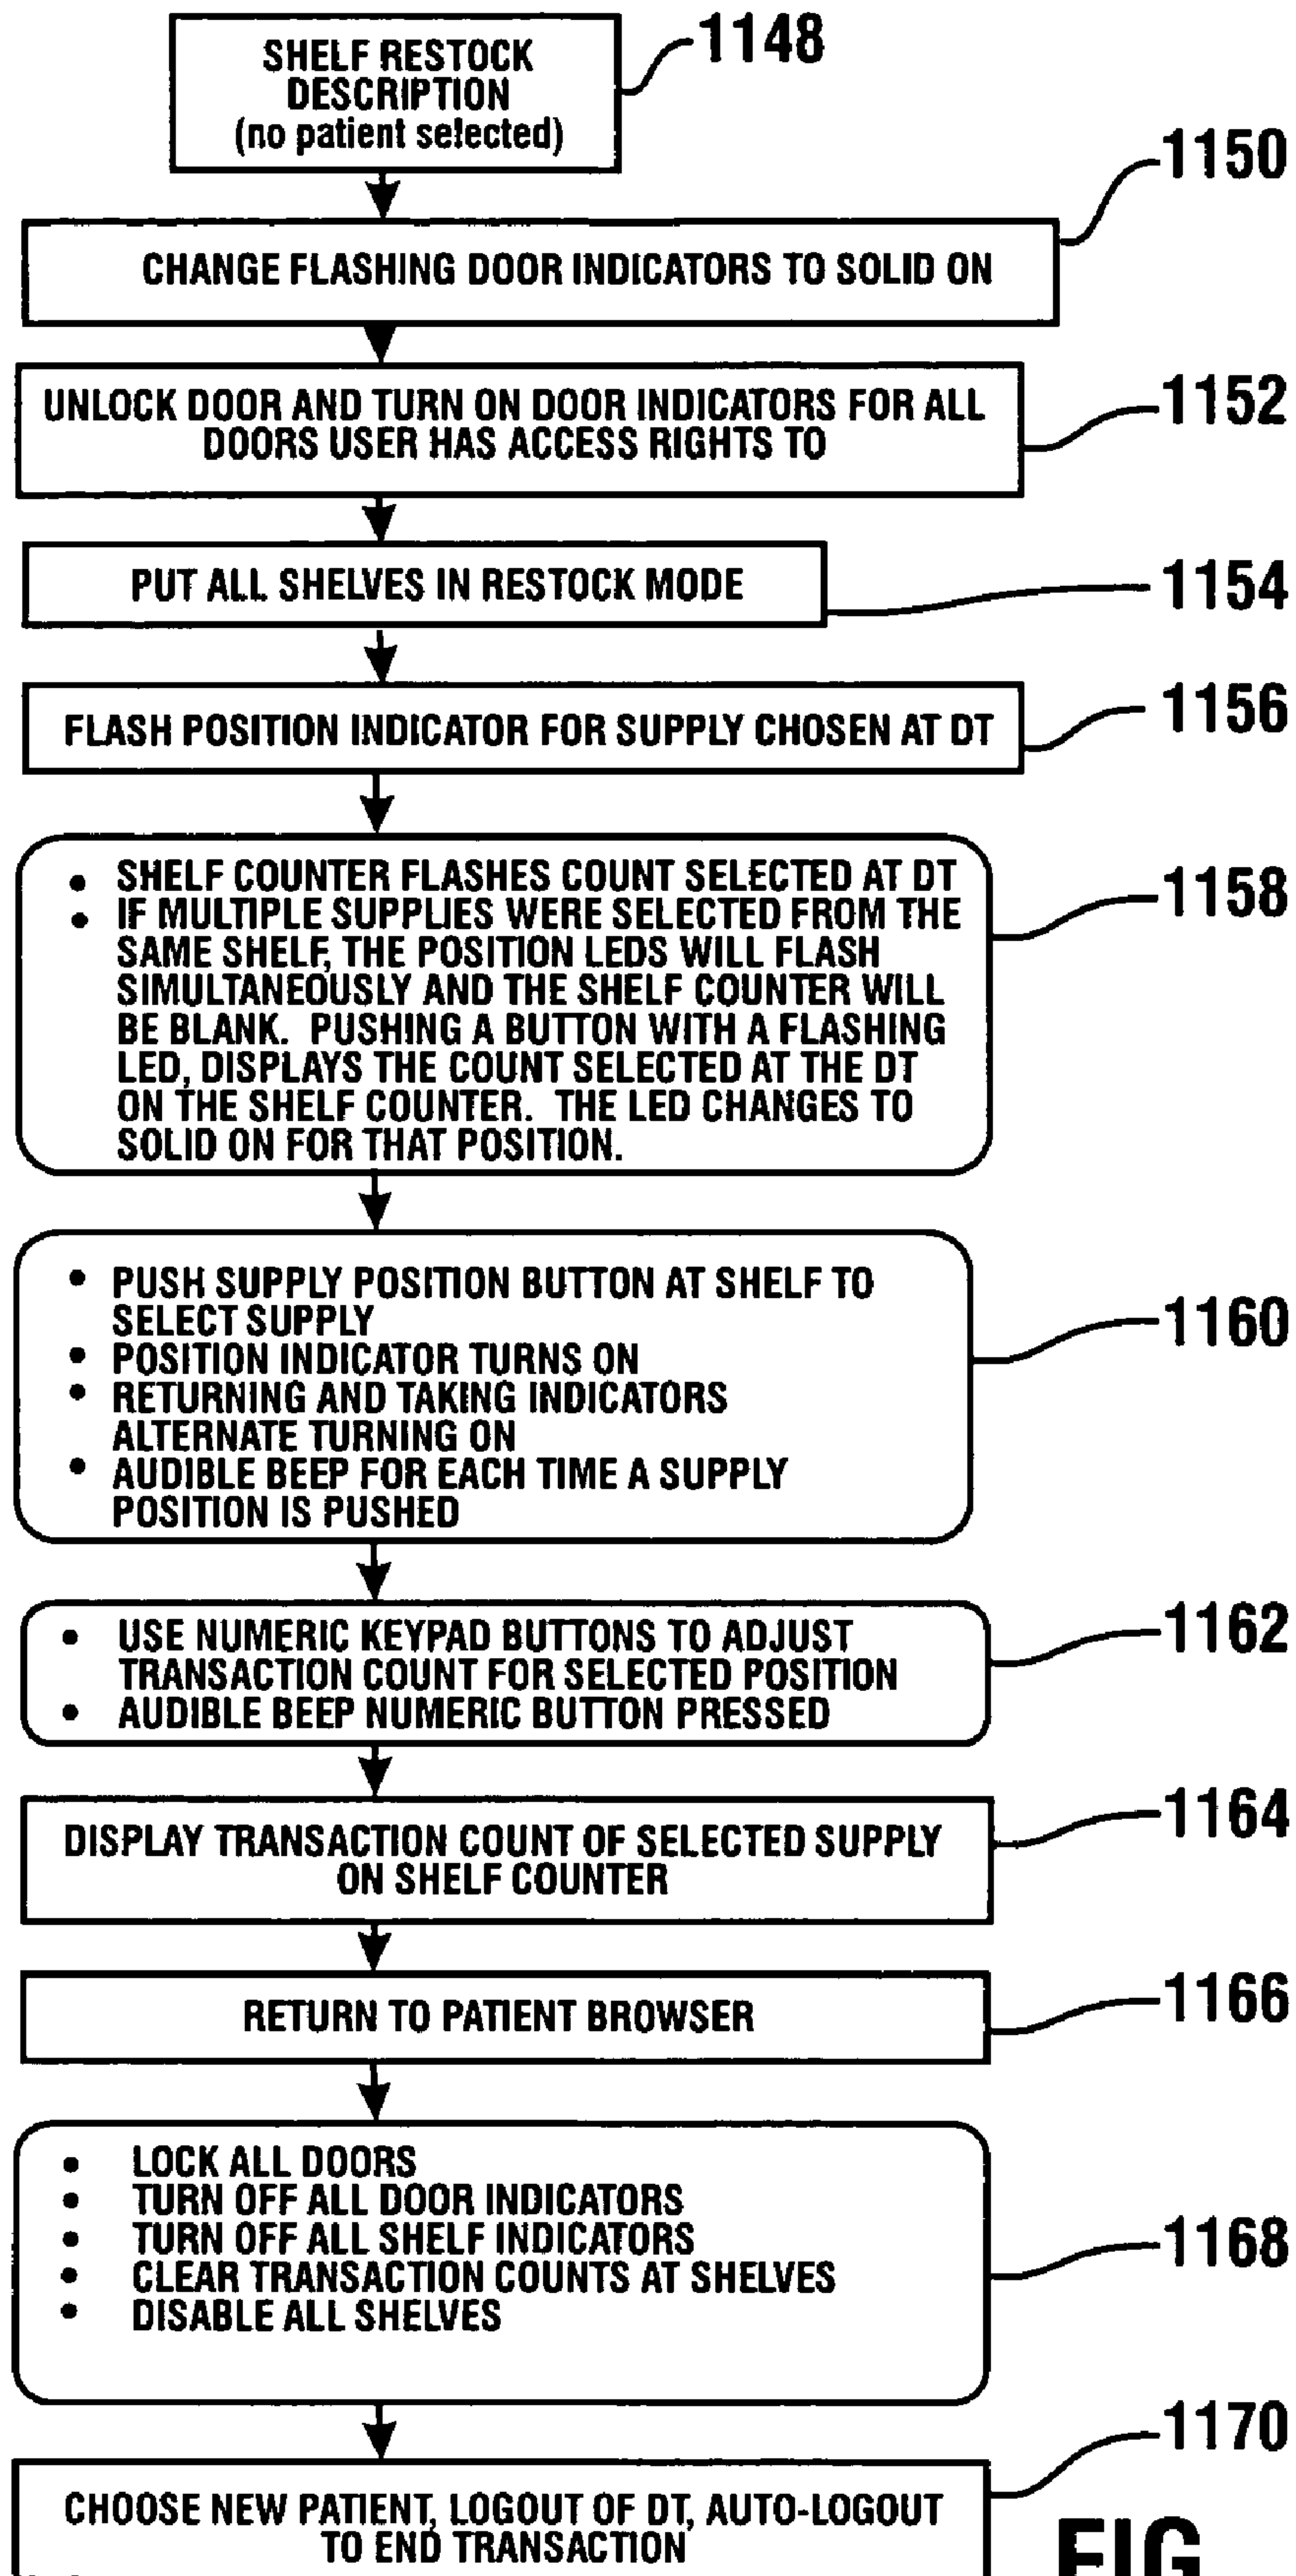 SHELF RESTOCK
DESCRIPTION
(no patient selected)
1148
1150
CHANGE FLASHING DOOR INDICATORS TO SOLID ON
UNLOCK DOOR AND TURN ON DOOR INDICATORS FOR ALL
DOORS USER HAS ACCESS RIGHTS TO
1152
PUT ALL SHELVES IN RESTOCK MODE
1154
FLASH POSITION INDICATOR FOR SUPPLY CHOSEN AT DT
1156
• SHELF COUNTER FLASHES COUNT SELECTED AT DT
• IF MULTIPLE SUPPLIES WERE SELECTED FROM THE
SAME SHELF, THE POSITION LEDS WILL FLASH
SIMULTANEOUSLY AND THE SHELF COUNTER WILL
BE BLANK. PUSHING A BUTTON WITH A FLASHING
LED, DISPLAYS THE COUNT SELECTED AT THE DT
ON THE SHELF COUNTER. THE LED CHANGES TO
SOLID ON FOR THAT POSITION.
1158
• PUSH SUPPLY POSITION BUTTON AT SHELF TO
SELECT SUPPLY
• POSITION INDICATOR TURNS ON
• RETURNING AND TAKING INDICATORS
ALTERNATE TURNING ON
• AUDIBLE BEEP FOR EACH TIME A SUPPLY
POSITION IS PUSHED
1160
• USE NUMERIC KEYPAD BUTTONS TO ADJUST
TRANSACTION COUNT FOR SELECTED POSITION
• AUDIBLE BEEP NUMERIC BUTTON PRESSED
1162
DISPLAY TRANSACTION COUNT OF SELECTED SUPPLY
ON SHELF COUNTER
1164
RETURN TO PATIENT BROWSER
1166
• LOCK ALL DOORS
• TURN OFF ALL DOOR INDICATORS
• TURN OFF ALL SHELF INDICATORS
• CLEAR TRANSACTION COUNTS AT SHELVES
• DISABLE ALL SHELVES
1168
1170
CHOOSE NEW PATIENT, LOGOUT OF DT, AUTO-LOGOUT
TO END TRANSACTION
FIG